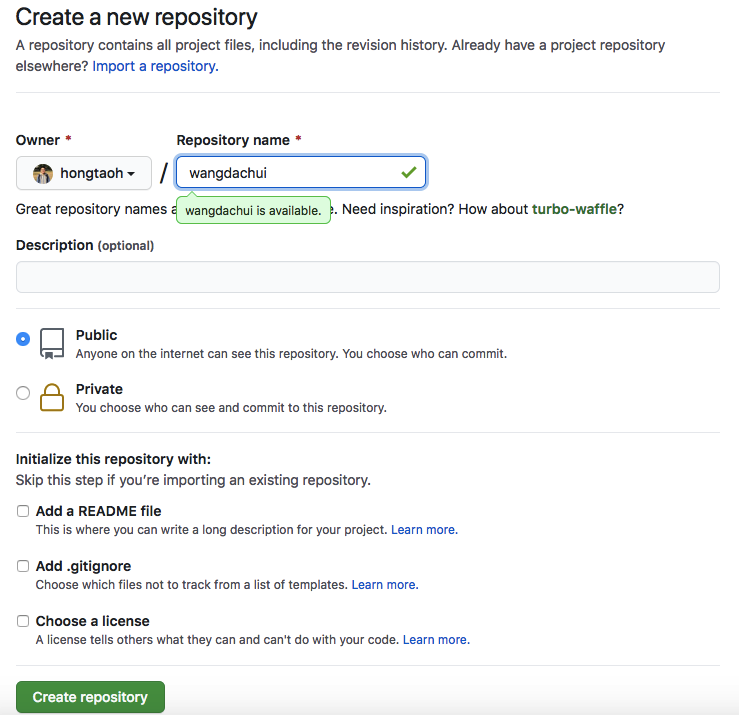 Create a new repository
A repository contains all project files, including the revision history. Already have a project repository
elsewhere? Import a repository.
Owner *
Repository name *
hongtaoh
/
wangdachui
Great repository names a
wangdachui is available.
. Need inspiration? How about turbo-waffle?
Description (optional)
Public
Anyone on the internet can see this repository. You choose who can commit.
Private
You choose who can see and commit to this repository.
Initialize this repository with:
Skip this step if you’re importing an existing repository.
Add a README file
This is where you can write a long description for your project. Learn more.
Add .gitignore
Choose which files not to track from a list of templates. Learn more.
Choose a license
A license tells others what they can and can't do with your code. Learn more.
Create repository